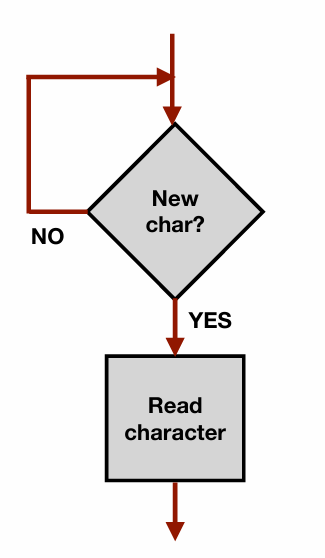 New
char?
NO
YES
Read
character